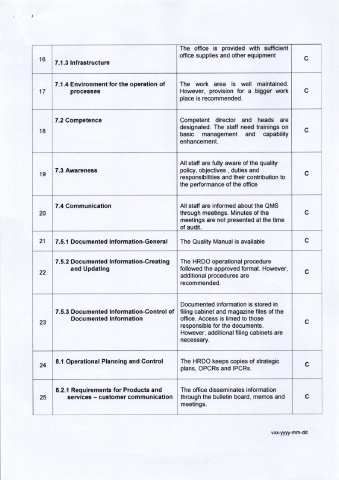 The office is provided with sufficient
16 7.1.3 Infrastructure office supplies and other equipment C
7.1.4 Environment for the operation of The work area is well maintained.
17 processes However, provision for a bigger work C
place is recommended.
7.2 Competence Competent director and heads are
18 designated. The staff need trainings on C
basic management and capability
enhancement.
All staff are fully aware of the quality
19 7.3 Awareness policy, objectives , duties and C
responsibilities and their contribution to
the performance of the office
7.4 Communication All staff are informed about the QMS
20 through meetings. Minutes of the C
meetings are not presented at the time
of audit.
21 7.5.1 Documented Information-General The Quality Manual is available C
7.5.2 Documented Information-Creating The HRDO operational procedure
22 and Updating followed the approved format. However, C
additional procedures are
recommended.
Documented information is stored in
7.5.3 Documented Information-Control of filing cabinet and magazine files of the
23 Documented Information office. Access is limed to those C
responsible for the documents.
However, additional filing cabinets are
necessary.
24 8.1 Operational Planning and Control The HRDO keeps copies of strategic C
plans, OPCRs and IPCRs.
8.2.1 Requirements for Products and The office disseminates information
25 services – customer communication through the bulletin board, memos and C
meetings.
vxx-yyyy-mm-dd